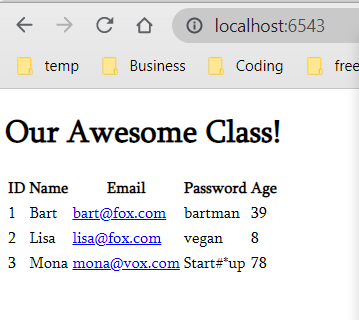 localhost:6543
temp Business Coding free
Our Awesome Class!
ID Name Email Password Age
1 Bart bart@fox.com bartman 39
2 Lisa lisa@fox.com vegan 8
3 Mona mona@vox.com Start#*up 78